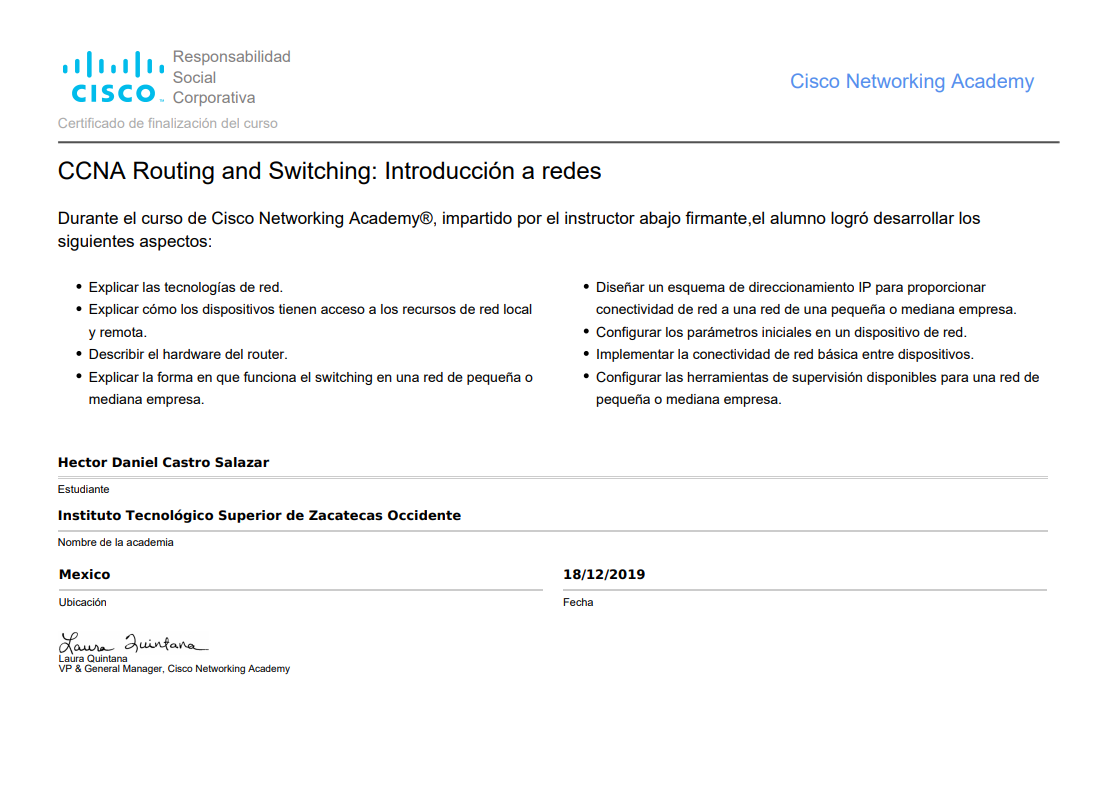 CISCO
Responsabilidad
Social
Corporativa
Cisco Networking Academy
Certificado de finalización del curso
CCNA Routing and Switching: Introducción a redes
Durante el curso de Cisco Networking Academy®, impartido por el instructor abajo firmante,el alumno logró desarrollar los
siguientes aspectos:
• Explicar las tecnologías de red.
• Explicar cómo los dispositivos tienen acceso a los recursos de red local
y remota.
• Describir el hardware del router.
• Explicar la forma en que funciona el switching en una red de pequeña o
mediana empresa.
• Diseñar un esquema de direccionamiento IP para proporcionar
conectividad de red a una red de una pequeña o mediana empresa.
• Configurar los parámetros iniciales en un dispositivo de red.
• Implementar la conectividad de red básica entre dispositivos.
• Configurar las herramientas de supervisión disponibles para una red de
pequeña o mediana empresa.
Hector Daniel Castro Salazar
Estudiante
Instituto Tecnológico Superior de Zacatecas Occidente
Nombre de la academia
Mexico
Ubicación
18/12/2019
Fecha
Laura Quintana
Laura Quintana
VP & General Manager, Cisco Networking Academy